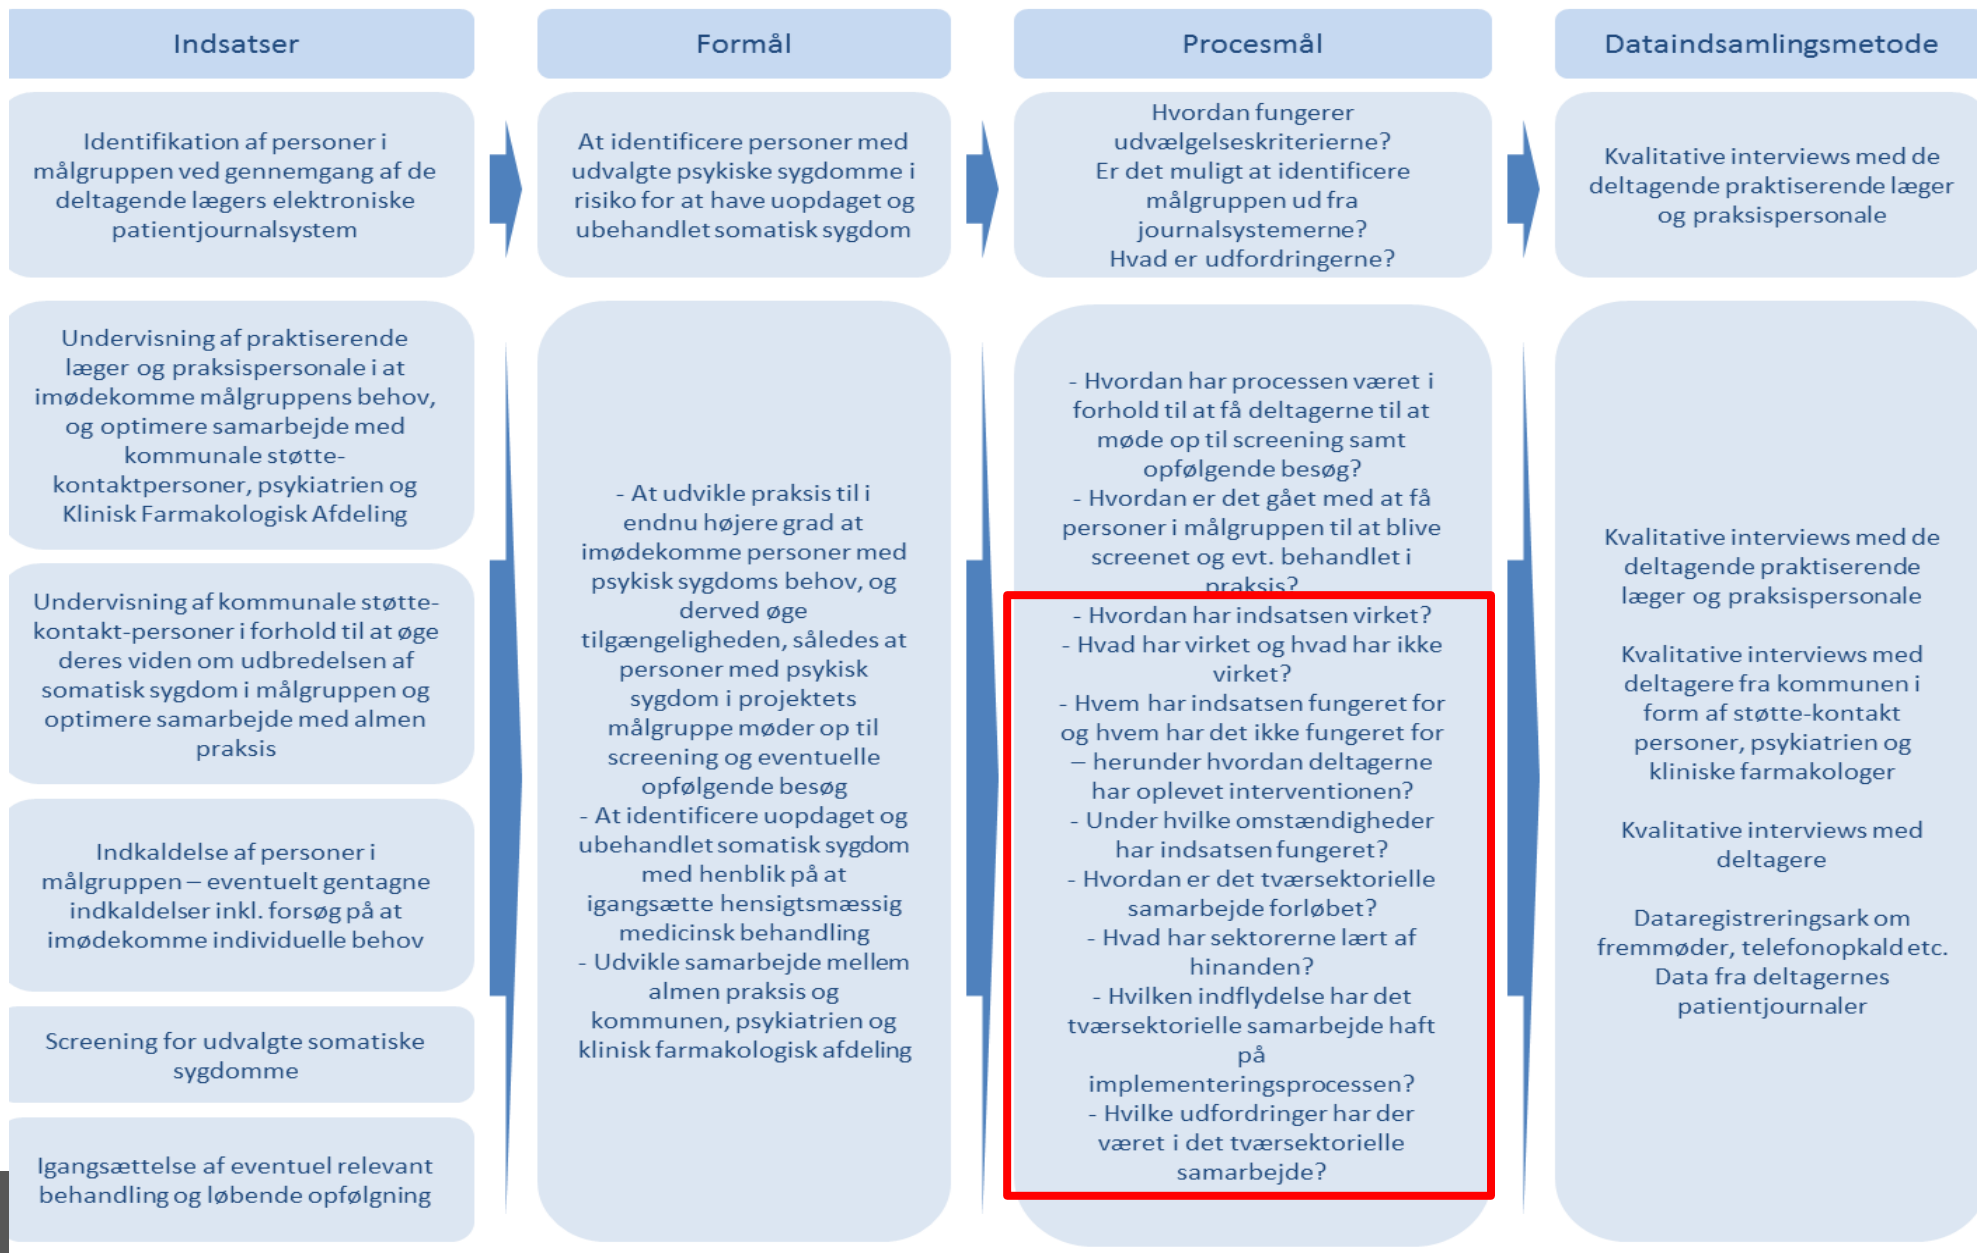 Indsatser
Identifikation af personer i
målgruppen ved gennemgang af de
deltagende lægers elektroniske
patientjournalsystem
Undervisning af praktiserende
læger og praksispersonale i at
imødekomme målgruppens behov,
og optimere samarbejde med
kommunale støtte-
kontaktpersoner, psykiatrien og
Klinisk Farmakologisk Afdeling
Undervisning af kommunale støtte-
kontakt-personer i forhold til at øge
deres viden om udbredelsen af
somatisk sygdom i målgruppen og
optimere samarbejde med almen
praksis
Indkaldelse af personer i
målgruppen – eventuelt gentagne
indkaldelser inkl. forsøg på at
imødekomme individuelle behov
Screening for udvalgte somatiske
sygdomme
Igangsættelse af eventuel relevant
behandling og løbende opfølgning
Formål
At identificere personer med
udvalgte psykiske sygdomme i
risiko for at have uopdaget og
ubehandlet somatisk sygdom
- At udvikle praksis til i
endnu højere grad at
imødekomme personer med
psykisk sygdoms behov, og
derved øge
tilgængeligheden, således at
personer med psykisk
sygdom i projektets
målgruppe møder op til
screening og eventuelle
opfølgende besøg
- At identificere uopdaget og
ubehandlet somatisk sygdom
med henblik på at
igangsætte hensigtsmæssig
medicinsk behandling
- Udvikle samarbejde mellem
almen praksis og
kommunen, psykiatrien og
klinisk farmakologisk afdeling
Procesmål
Hvordan fungerer
udvælgelseskriterierne?
Er det muligt at identificere
målgruppen ud fra
journalsystemerne?
Hvad er udfordringerne?
- Hvordan har processen været i
forhold til at få deltagerne til at
møde op til screening samt
opfølgende besøg?
- Hvordan er det gået med at få
personer i målgruppen til at blive
screenet og evt. behandlet i
praksis?
- Hvordan har indsatsen virket?
- Hvad har virket og hvad har ikke
virket?
- Hvem har indsatsen fungeret for
og hvem har det ikke fungeret for
– herunder hvordan deltagerne
har oplevet interventionen?
- Under hvilke omstændigheder
har indsatsen fungeret?
- Hvordan er det tværsektorielle
samarbejde forløbet?
- Hvad har sektorerne lært af
hinanden?
- Hvilken indflydelse har det
tværsektorielle samarbejde haft
på
implementeringsprocessen?
- Hvilke udfordringer har der
været i det tværsektorielle
samarbejde?
Dataindsamlingsmetode
Kvalitative interviews med de
deltagende praktiserende læger
og praksispersonale
Kvalitative interviews med de
deltagende praktiserende
læger og praksispersonale
Kvalitative interviews med
deltagere fra kommunen i
form af støtte-kontakt
personer, psykiatrien og
kliniske farmakologer
Kvalitative interviews med
deltagere
Dataregistreringsark om
fremmøder, telefonopkald etc.
Data fra deltagernes
patientjournaler